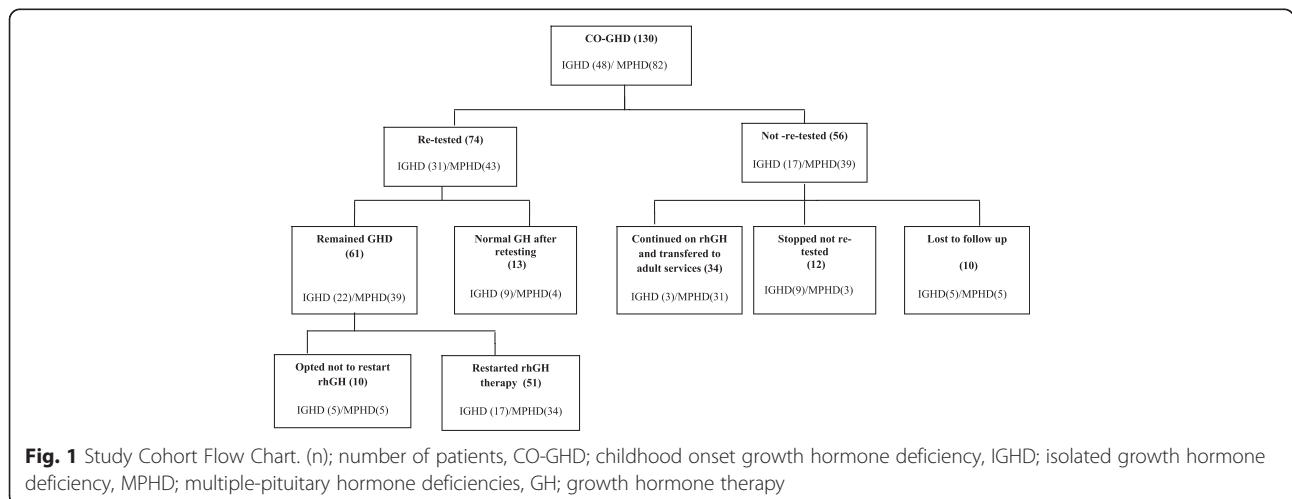 CO-GHD (130)
IGHD (48)/ MPHD(82)
Re-tested (74)
IGHD (31)/MPHD(43)
Not -re-tested (56)
IGHD (17)/MPHD(39)
Remained GHD
(61)
IGHD (22)/MPHD(39)
Normal GH after
retesting
(13)
IGHD (9)/MPHD(4)
Continued on rhGH
and transfered to
adult services (34)
IGHD (3)/MPHD(31)
Stopped not re-
tested
(12)
IGHD(9)/MPHD(3)
Lost to follow up
(10)
IGHD(5)/MPHD(5)
Opted not to restart
rhGH (10)
IGHD (5)/MPHD(5)
Restarted rhGH
therapy (51)
IGHD (17)/MPHD(34)
Fig. 1 Study Cohort Flow Chart. (n); number of patients, CO-GHD; childhood onset growth hormone deficiency, IGHD; isolated growth hormone
deficiency, MPHD; multiple-pituitary hormone deficiencies, GH; growth hormone therapy